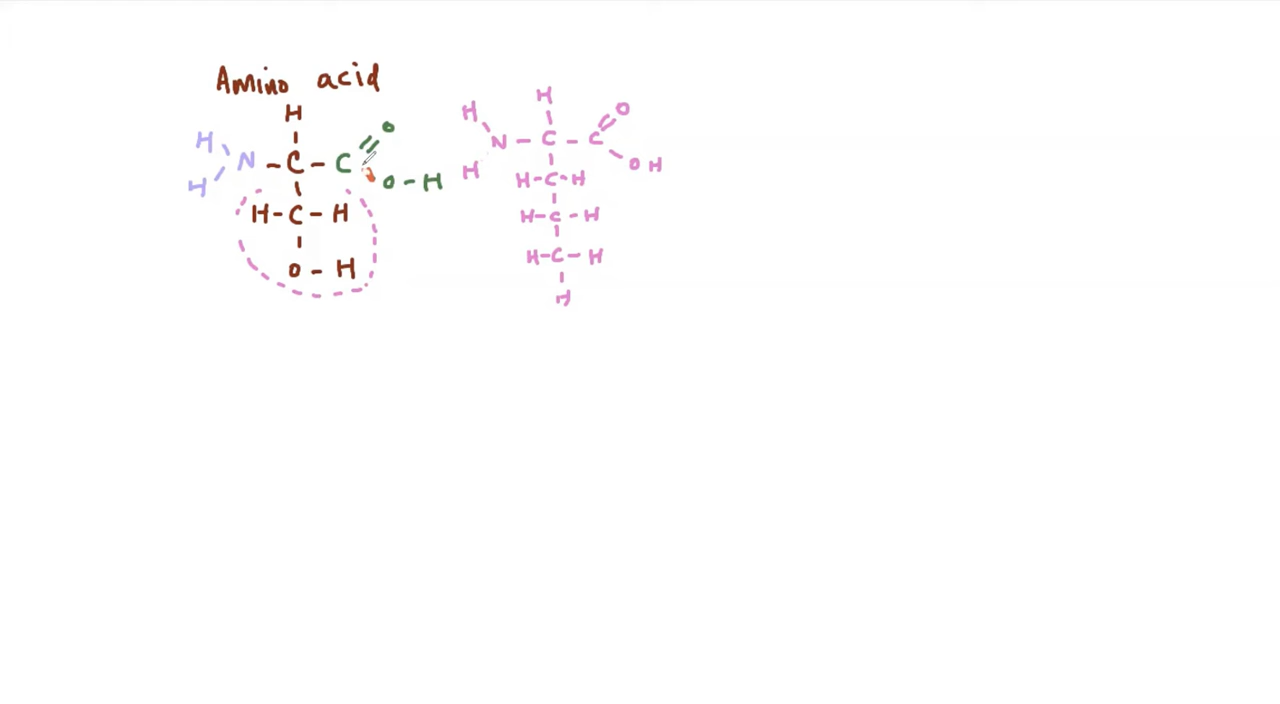 Amino acid
H
H N - C - C = O
H O - H
H - C - H
O - H
H
H N - C - C = O
H OH
H - C - H
H - C - H
H - C - H
H